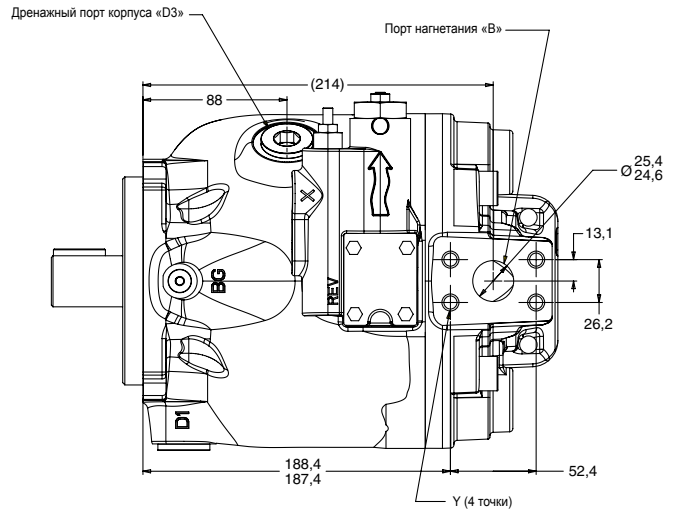 Дренажный порт корпуса «D3»
Порт нагнетания «B»
(214)
88
25,4
Ø 24,6
13,1
X
BG
REV
26,2
D1
188,4
187,4
52,4
Y (4 точки)